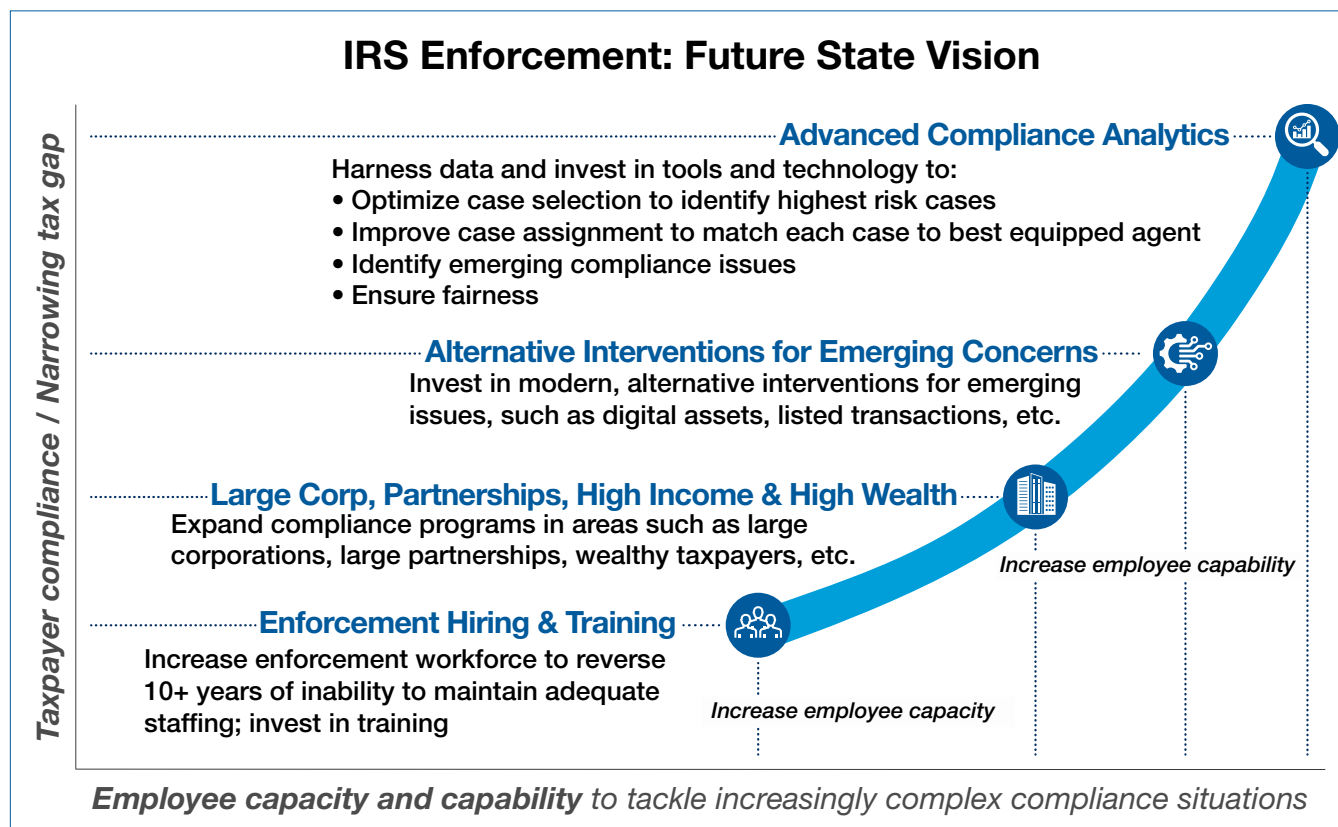 IRS Enforcement: Future State Vision
Taxpayer compliance / Narrowing tax gap
Advanced Compliance Analytics
Harness data and invest in tools and technology to:
• Optimize case selection to identify highest risk cases
• Improve case assignment to match each case to best equipped agent
• Identify emerging compliance issues
• Ensure fairness
Alternative Interventions for Emerging Concerns
Invest in modern, alternative interventions for emerging
issues, such as digital assets, listed transactions, etc.
Large Corp, Partnerships, High Income & High Wealth
Expand compliance programs in areas such as large
corporations, large partnerships, wealthy taxpayers, etc.
Increase employee capability
Enforcement Hiring & Training
Increase enforcement workforce to reverse
10+ years of inability to maintain adequate
staffing; invest in training
Increase employee capacity
Employee capacity and capability to tackle increasingly complex compliance situations